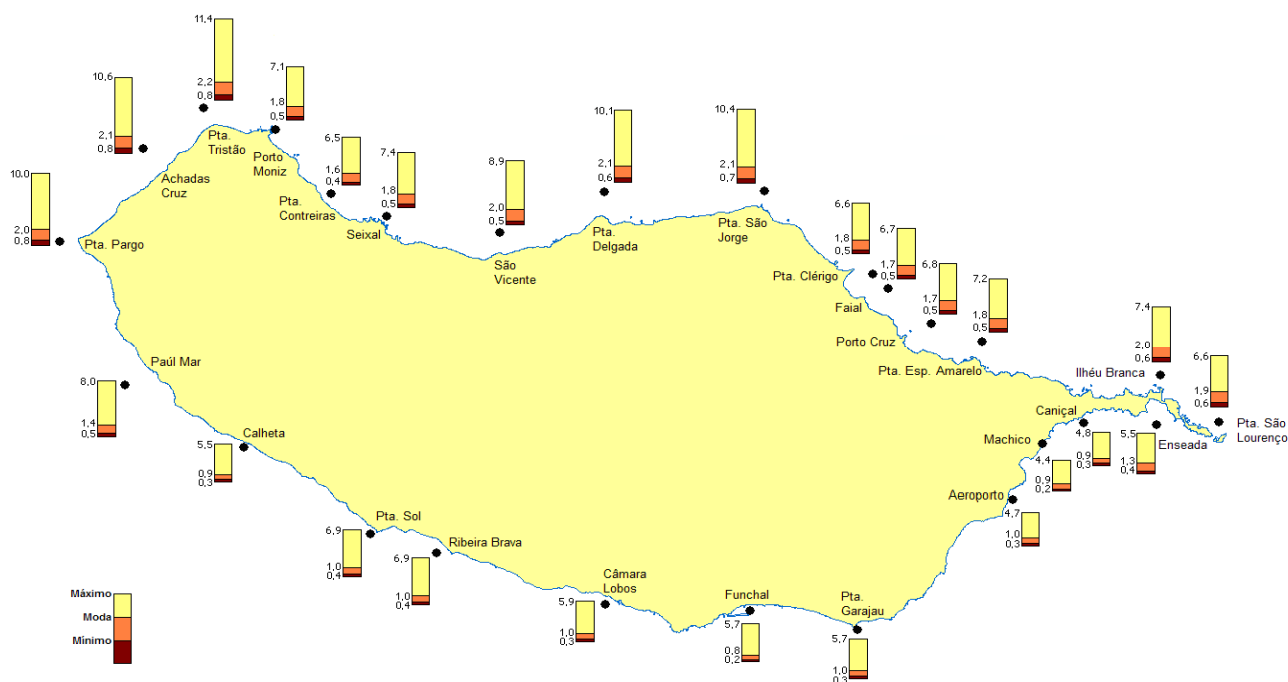 11,4
2,2
0,8
Pta.
Tristão
10,6
2,1
0,8
Achadas
Cruz
7,1
1,8
0,5
Porto
Moniz
6,5
1,6
0,4
Pta.
Contreiras
7,4
1,8
0,5
Seixal
8,9
2,0
0,5
São
Vicente
10,1
2,1
0,6
Pta.
Delgada
10,4
2,1
0,7
Pta. São
Jorge
10,0
2,0
0,8
Pta. Pargo
6,6
1,8
0,5
Pta. Clérigo
6,7
1,7
0,5
Faial
6,8
1,7
0,5
Porto Cruz
7,2
1,8
0,5
Pta. Esp. Amarelo
7,4
2,0
0,6
Ilhéu Branca
6,6
1,9
0,6
Pta. São
Lourenço
Paúl Mar
8,0
1,4
0,5
Calheta
5,5
0,9
0,3
Caniçal
4,8
0,9
0,3
5,5
1,3
0,4
Enseada
Machico
4,4
0,9
0,2
Aeroporto
4,7
1,0
0,3
Pta. Sol
6,9
1,0
0,4
Ribeira Brava
6,9
1,0
0,4
Câmara
Lobos
5,9
1,0
0,3
Funchal
5,7
0,8
0,2
Pta.
Garajau
5,7
1,0
0,3
Máximo
Moda
Mínimo